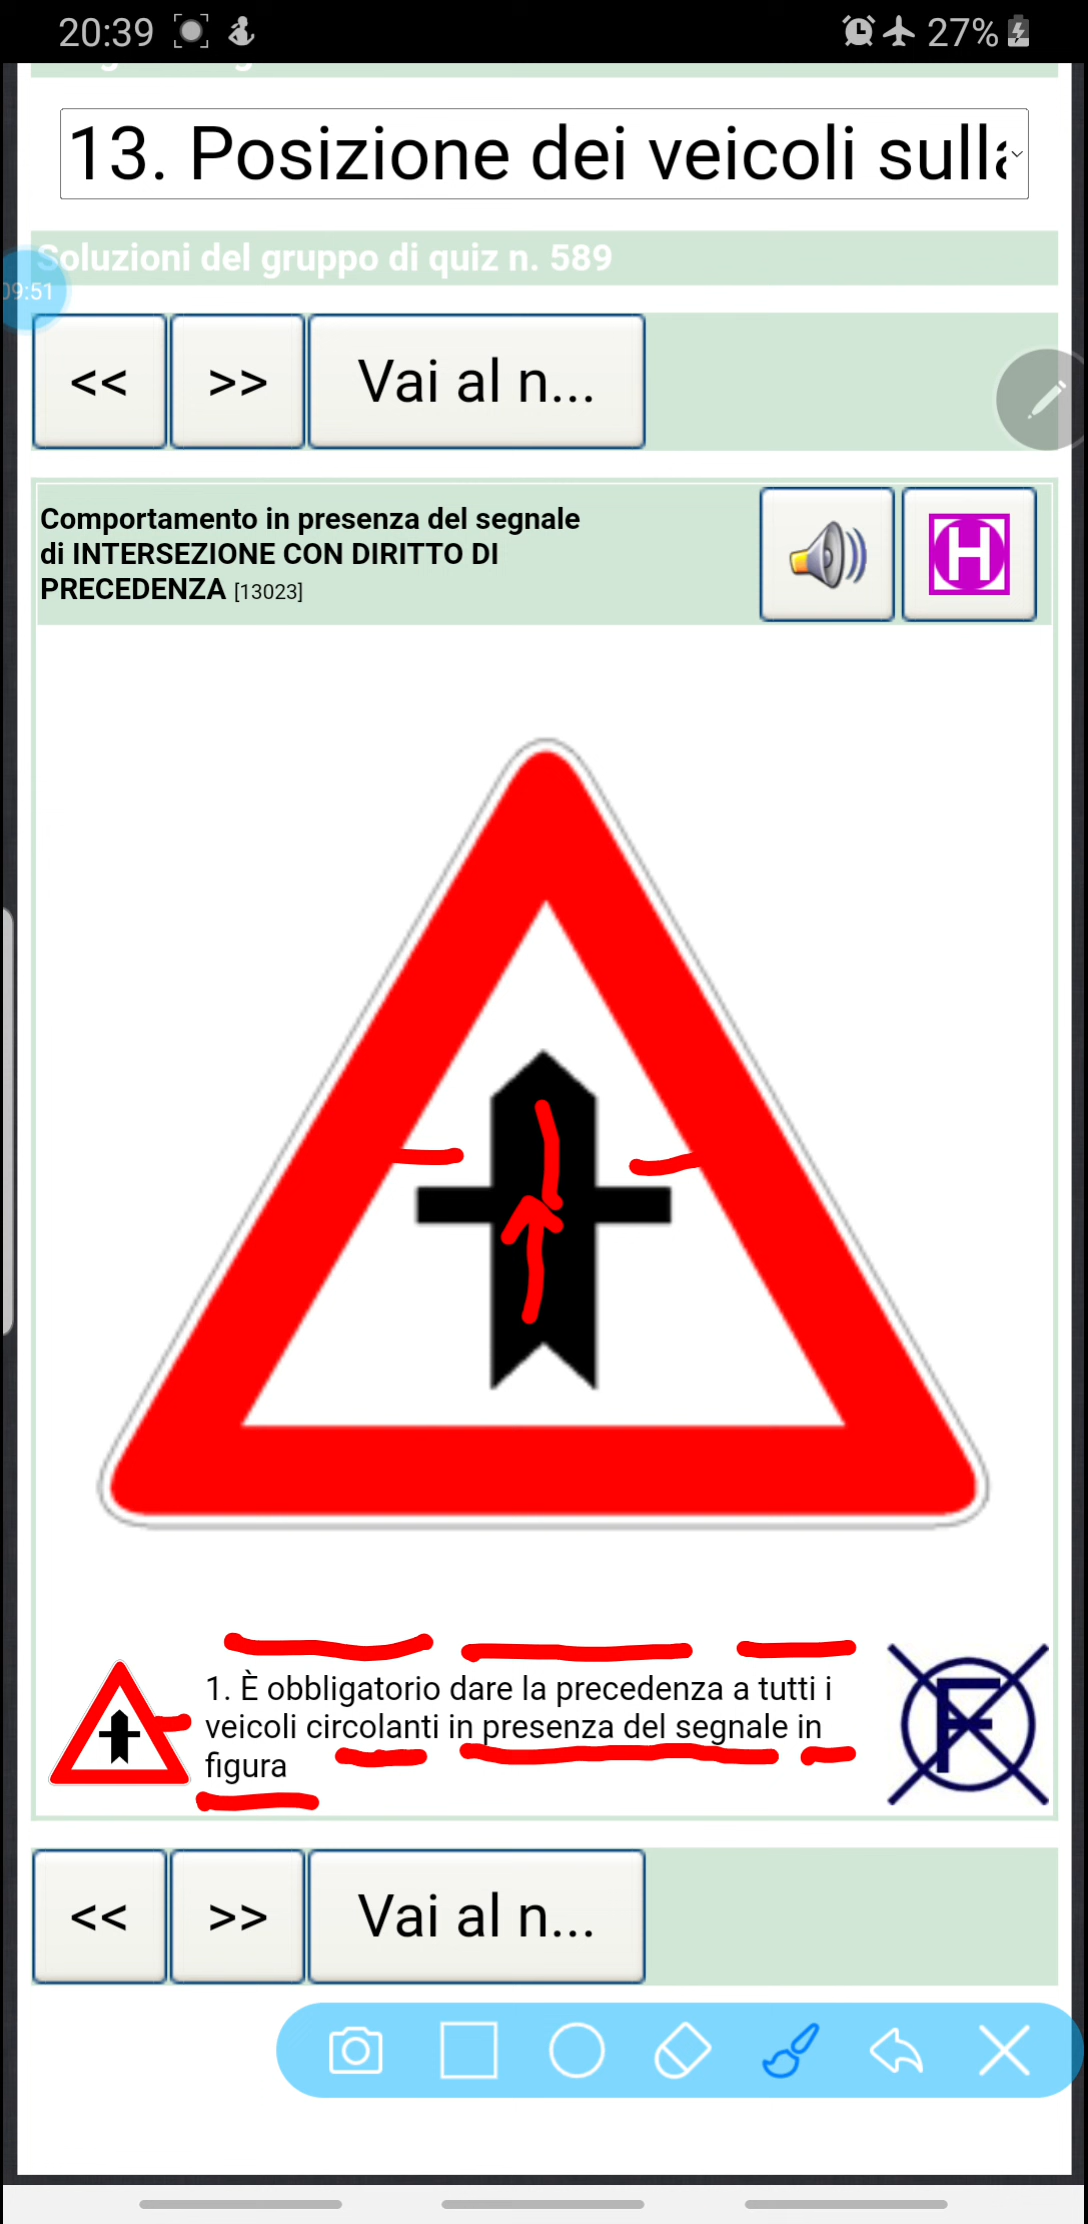 20:39
27%
13. Posizione dei veicoli sulla
Soluzioni del gruppo di quiz n. 589
09:51
<< >> Vai al n...
Comportamento in presenza del segnale
di INTERSEZIONE CON DIRITTO DI
PRECEDENZA [13023]
H
1. È obbligatorio dare la precedenza a tutti i
veicoli circolanti in presenza del segnale in
figura
F
<< >> Vai al n...